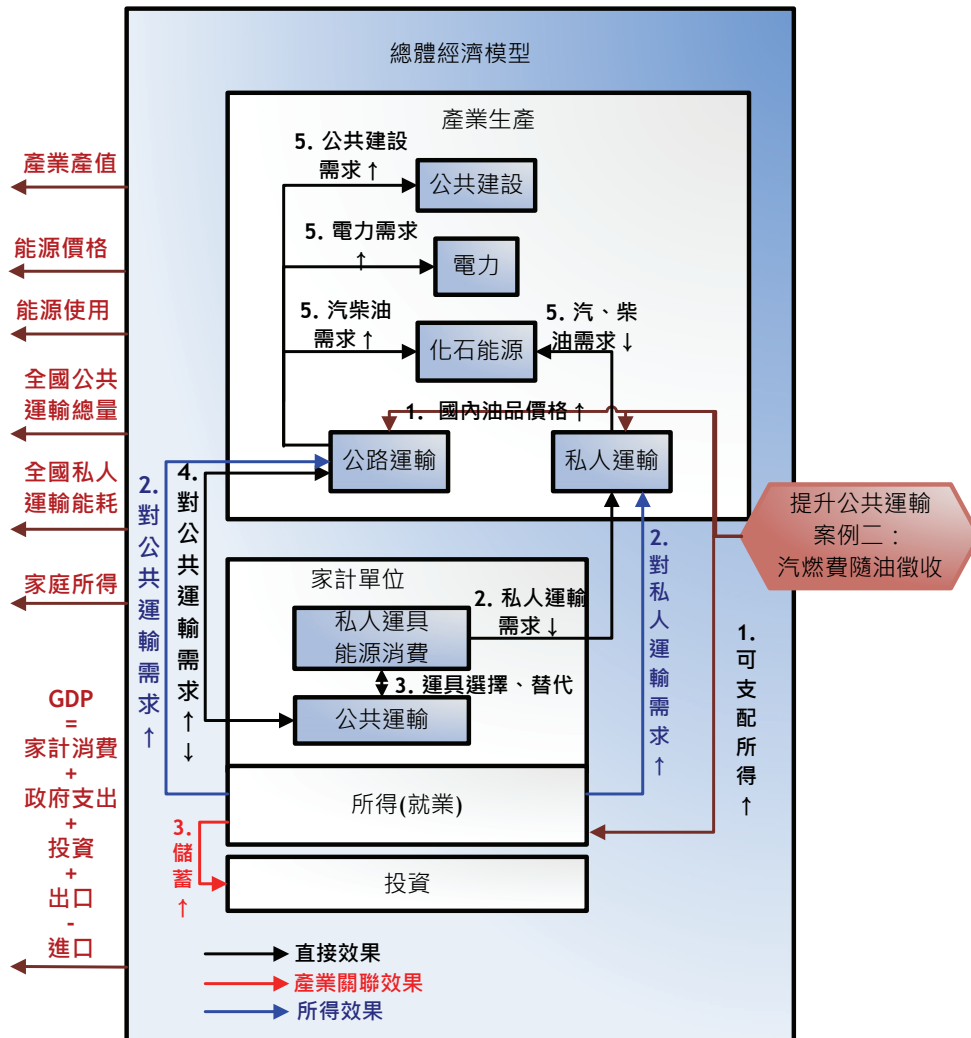 總體經濟模型
產業生產
5. 公共建設
需求↑
公共建設
5. 電力需求
↑
電力
5. 汽柴油
需求↑
化石能源
5. 汽、柴
油需求↓
1. 國內油品價格↑
公路運輸
私人運輸
產業產值
能源價格
能源使用
全國公共
運輸總量
全國私人
運輸能耗
家庭所得
GDP
=
家計消費
+
政府支出
+
投資
+
出口
-
進口
2.
對
公
共
運
輸
需
求
↑
4.
對
公
共
運
輸
需
求
↑
↓
家計單位
私人運具
能源消費
2. 私人運輸
需求↓
3. 運具選擇、替代
公共運輸
2.
對
私
人
運
輸
需
求
↑
1.
可
支
配
所
得
↑
提升公共運輸
案例二：
汽燃費隨油徵收
所得(就業)
3.
儲
蓄
↑
投資
直接效果
產業關聯效果
所得效果